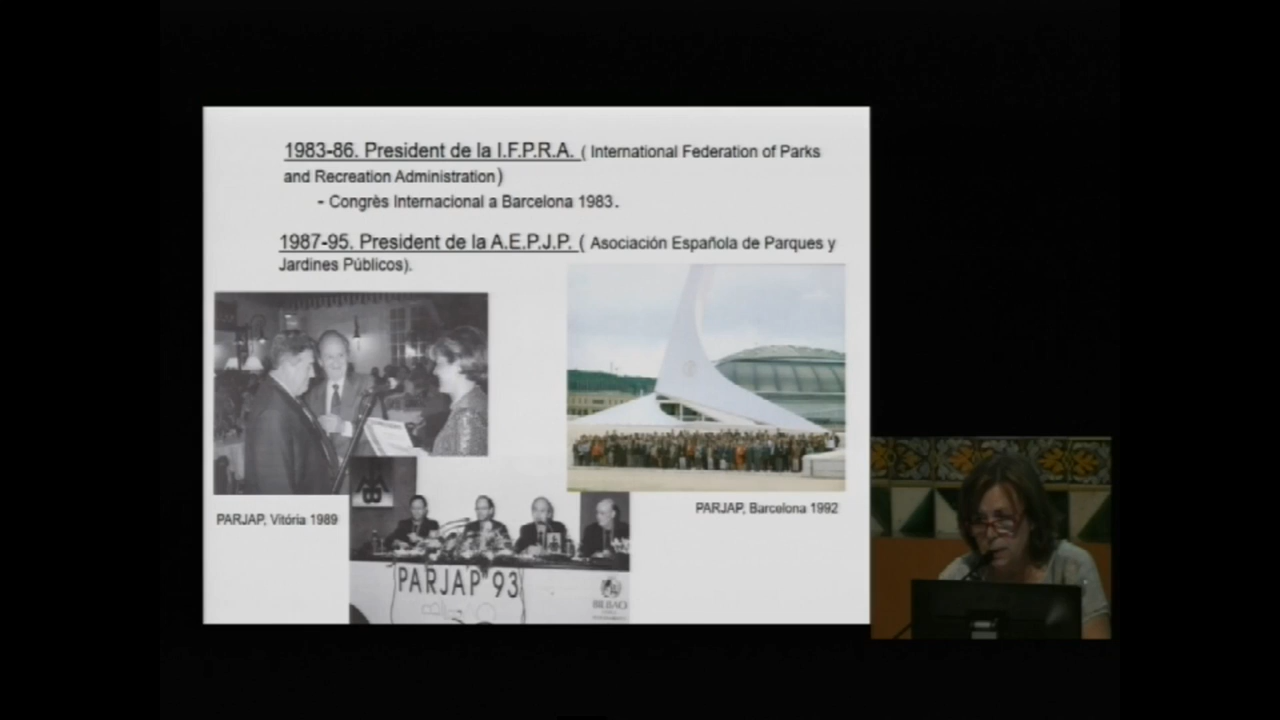 1983-86. President de la I.F.P.R.A. ( International Federation of Parks
and Recreation Administration)
- Congrès Internacional a Barcelona 1983.
1987-95. President de la A.E.P.J.P. ( Asociación Española de Parques y
Jardines Públicos).
PARJAP, Vitória 1989
PARJAP, Barcelona 1992
PARJAP'93
BILBAO